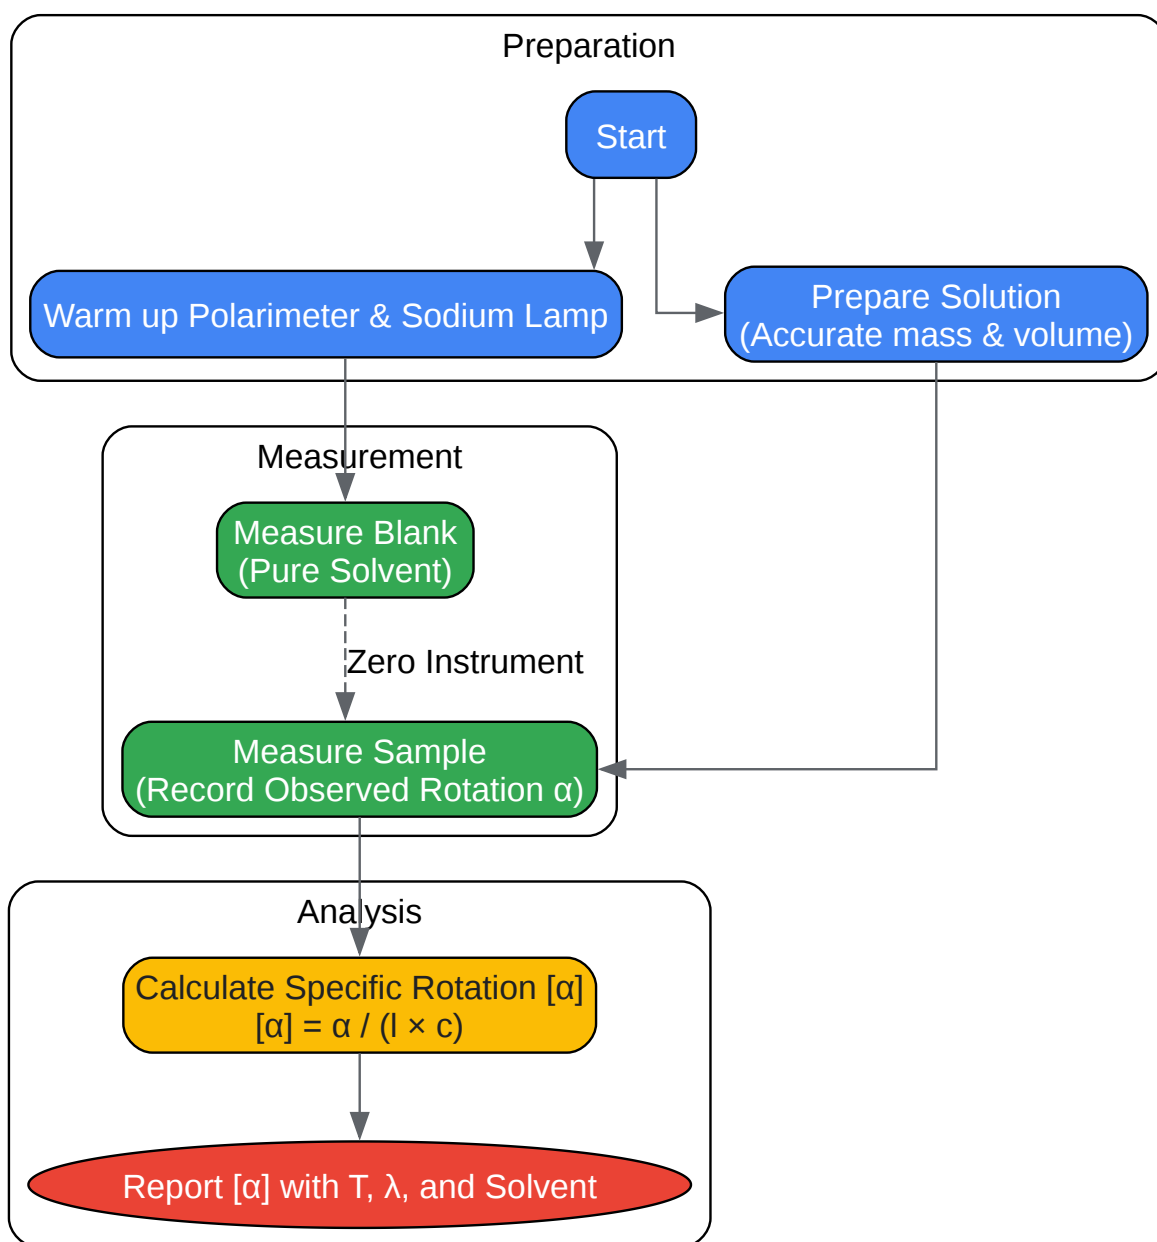 Preparation
Start
Warm up Polarimeter & Sodium Lamp
Prepare Solution
(Accurate mass & volume)
Measurement
Measure Blank
(Pure Solvent)
Zero Instrument
Measure Sample
(Record Observed Rotation α)
Analysis
Calculate Specific Rotation [α]
[α] = α / (l × c)
Report [α] with T, λ, and Solvent